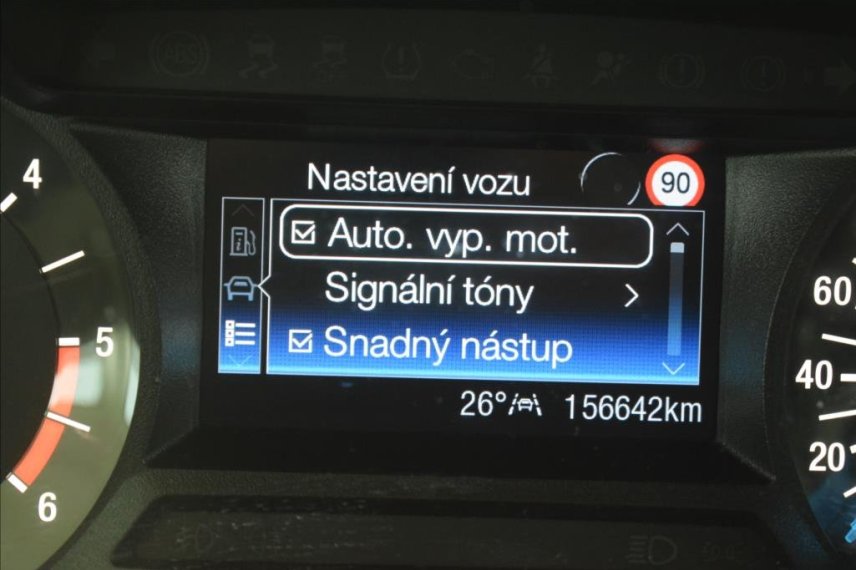 Nastavení vozu
90
Auto. vyp. mot.
Signální tóny
Snadný nástup
26° 156642km
4
5
6
60
40
20